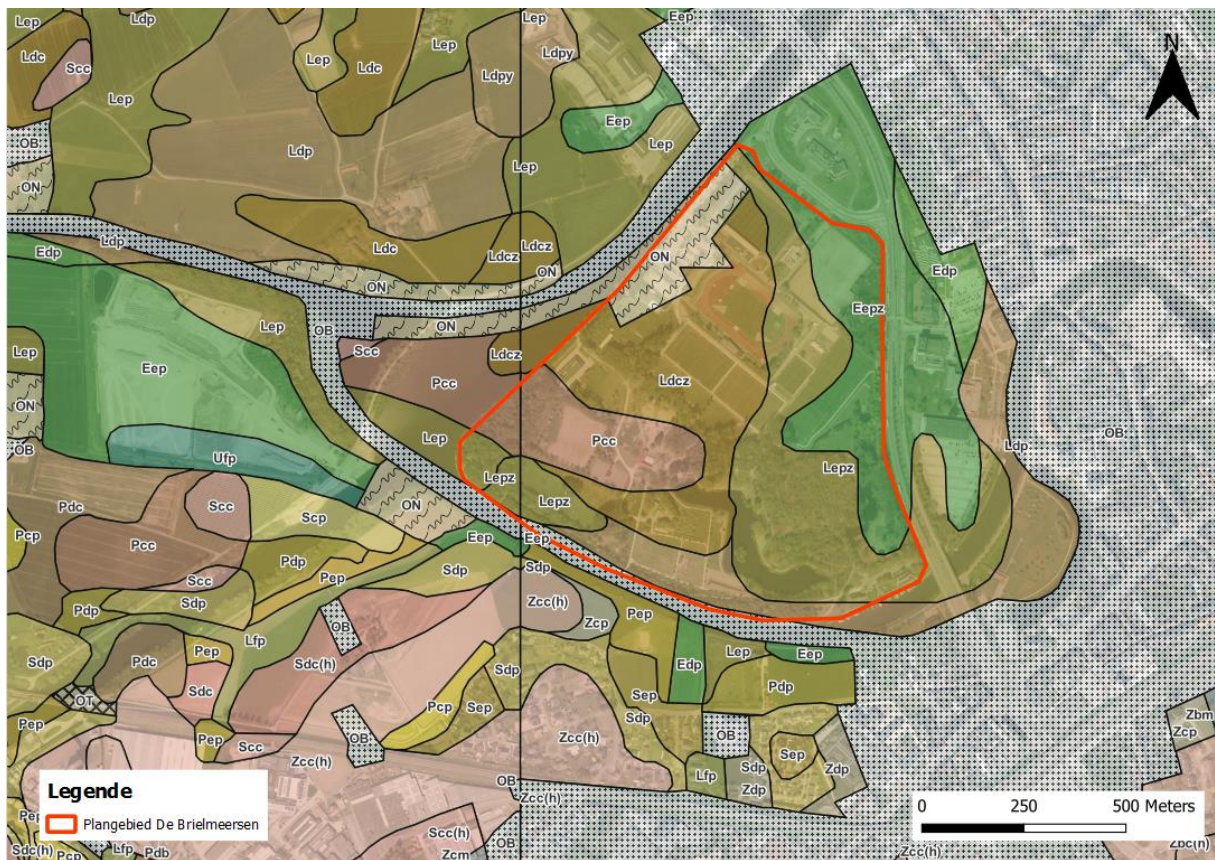 Lep
Ldp
Lep
Eep
Ldc
Scc
Lep
Ldc
Ldpy
Ldpy
Lep
Eep
OB
Ldp
Lep
Lep
ON
Ldp
Ldc
Ldcz
Ldcz
ON
ON
Edp
Edp
ON
Lep
OB
ON
Eepz
Lep
Scc
Ldcz
Eep
Pcc
Ldcz
ON
Lep
Pcc
OB
Ldp
OB
Ufp
Lepz
Lepz
Lepz
Pdc
Scc
ON
Scp
Pcp
Pcc
Eep
Eep
Pdp
Sdp
Sdp
Scc
Pep
Zcc(h)
Pdp
Sdp
Pep
Zcp
OB
Lfp
Pep
Lep
Eep
Sdp
Pdc
Sdc(h)
Sdp
Edp
Pdp
OT
Sdc
Pcp
Sep
Sep
Zbm
Pep
Pep
Sdp
Zcp
Scc
OB
Zcc(h)
OB
Sep
Zcc(h)
Sdp
Zdp
OB
Lfp
Zdp
Legende
Plangebied De Brielmeersen
Pep
Zcc(h)
Scc(h)
0
250
500 Meters
Sdc(h)
Pcp
Lfp
Pdb
Zcm
OB
Zcc(h)
Zbc(h)
N